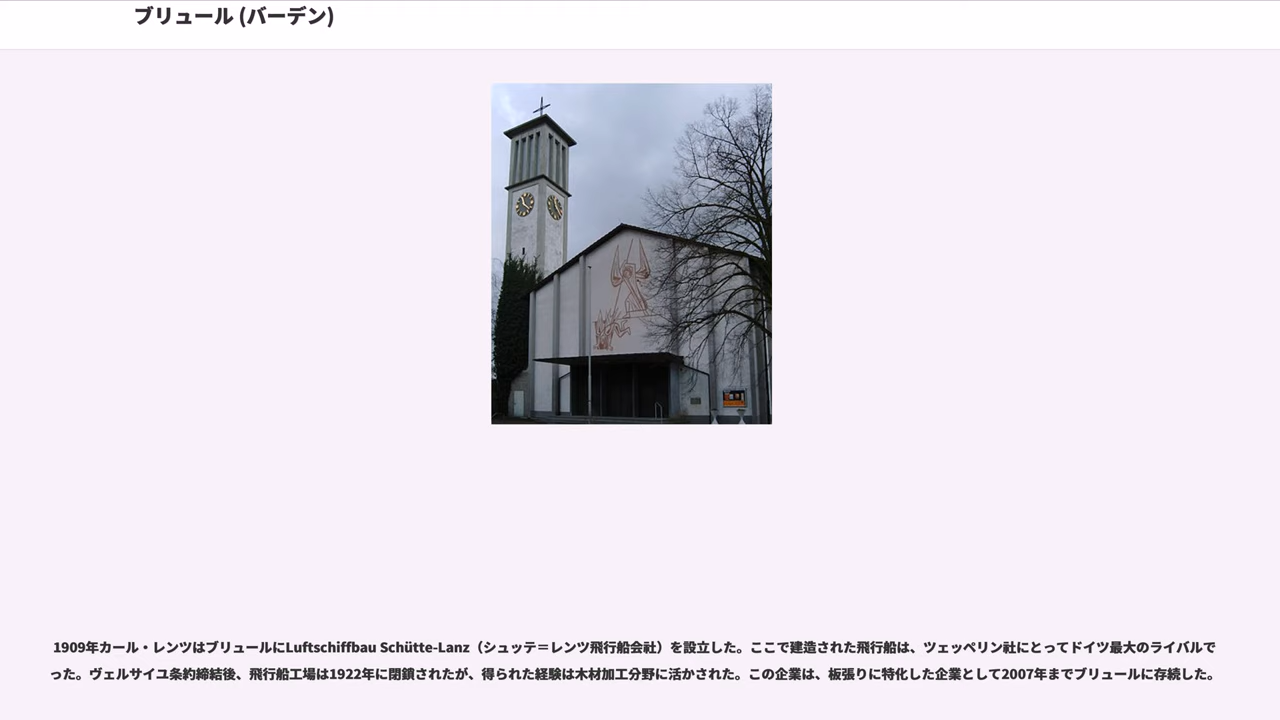 ブリュール (バーデン)
1909年カール・レンツはブリュールにLuftschiffbau Schütte-Lanz（シュッテ＝レンツ飛行船会社）を設立した。ここで建造された飛行船は、ツェッペリン社にとってドイツ最大のライバルで
った。ヴェルサイユ条約締結後、飛行船工場は1922年に閉鎖されたが、得られた経験は木材加工分野に活かされた。この企業は、板張りに特化した企業として2007年までブリュールに存続した。